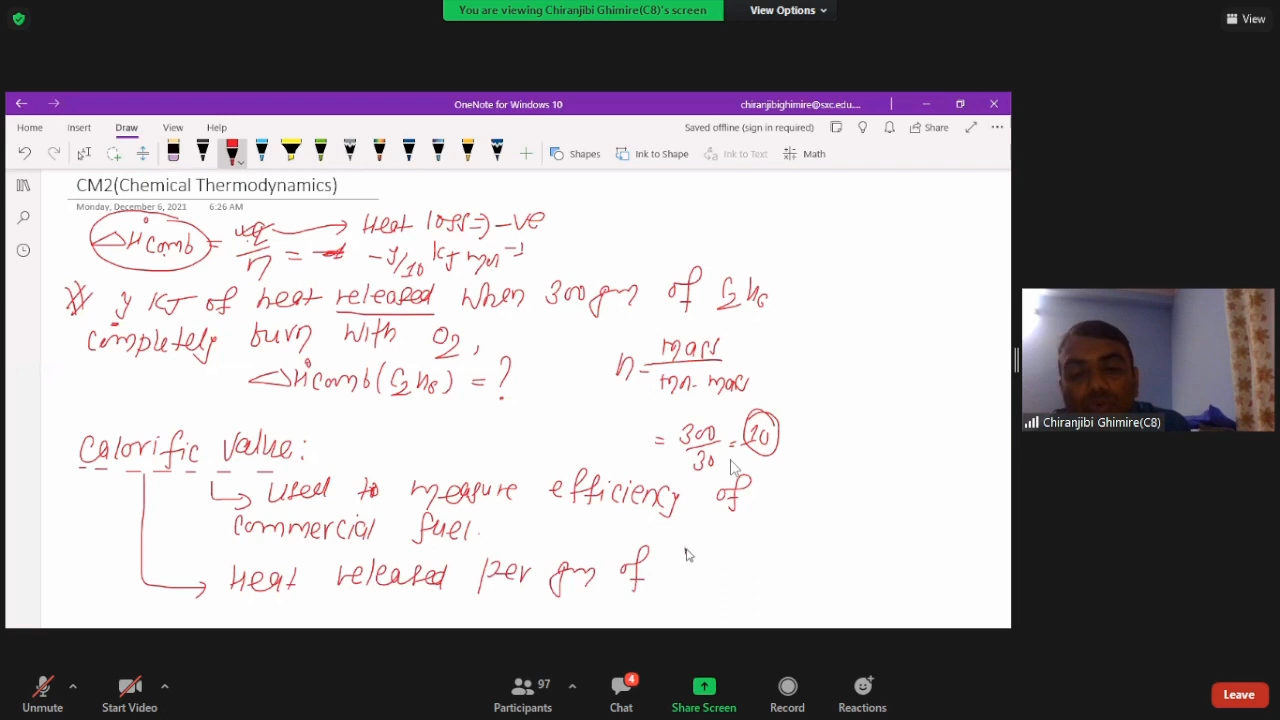 You are viewing Chiranjibi Ghimire(C8)'s screen
View Options
View
OneNote for Windows 10
chiranjibighimire@sxc.edu....
Home Insert Draw View Help
Saved offline (sign in required)
Share
Shapes
Ink to Shape
Ink to Text
Math
CM2(Chemical Thermodynamics)
Monday, December 6, 2021 6:26 AM
ΔH°comb = q/n → Heat loss ⇒ -ve
= -y/10 KJ mol⁻¹
y KJ of heat released when 300 gm of C2H6
completely burn with O2,
ΔH°comb(C2H6) = ?
n = mass / mol. mass
= 300/30 = 10
Calorific value:
→ used to measure efficiency of
commercial fuel.
→ Heat released per gm of
Chiranjibi Ghimire(C8)
Unmute
Start Video
97
Participants
4
Chat
Share Screen
Record
Reactions
Leave